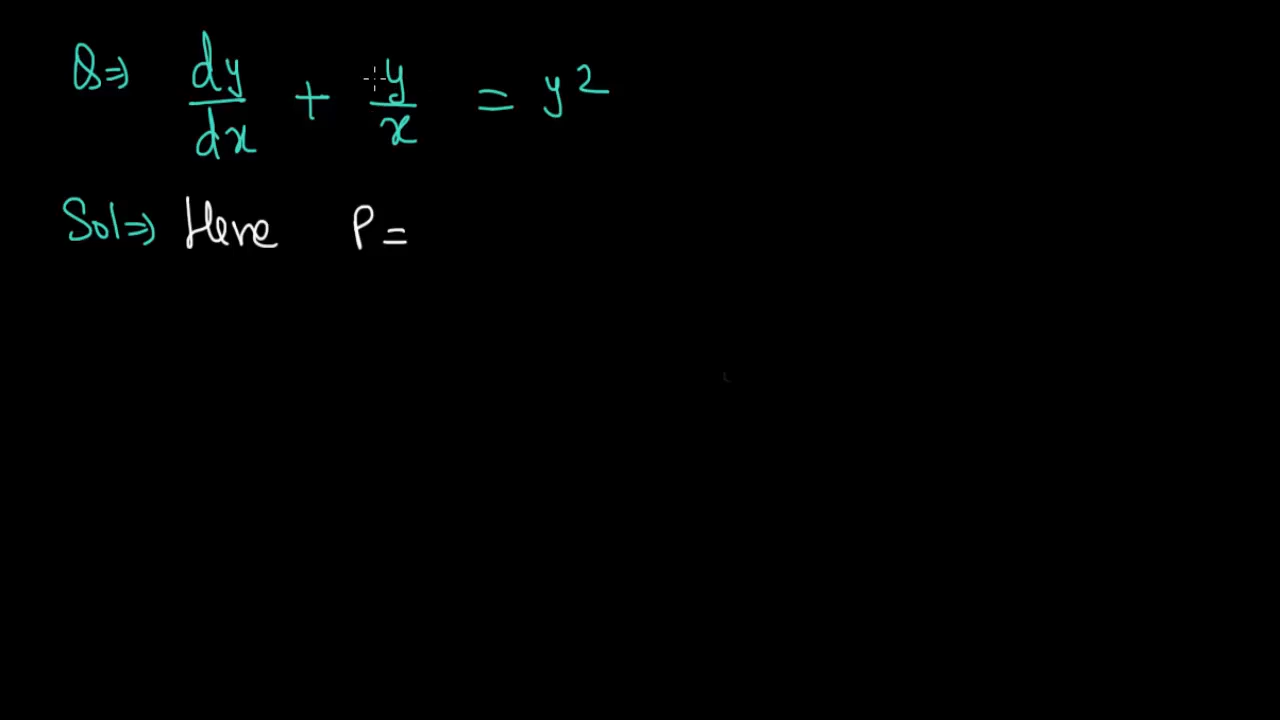 Q⇒ dy/dx + y/x = y²
Sol⇒ Here P=